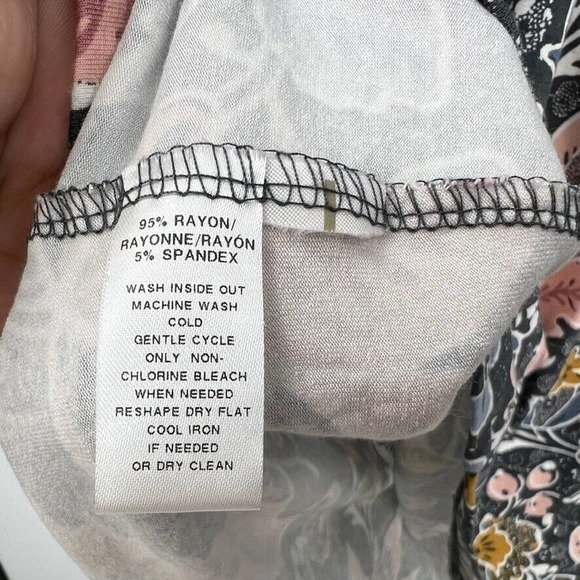 95% RAYON/
RAYONNE/RAYÓN
5% SPANDEX
WASH INSIDE OUT
MACHINE WASH
COLD
GENTLE CYCLE
ONLY NON-
CHLORINE BLEACH
WHEN NEEDED
RESHAPE DRY FLAT
COOL IRON
IF NEEDED
OR DRY CLEAN